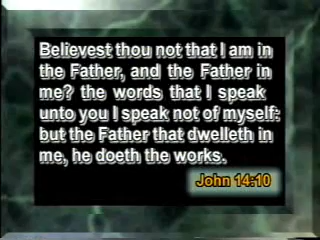 Believest thou not that I am in
the Father, and the Father in
me? the words that I speak
unto you I speak not of myself:
but the Father that dwelleth in
me, he doeth the works.
John 14:10